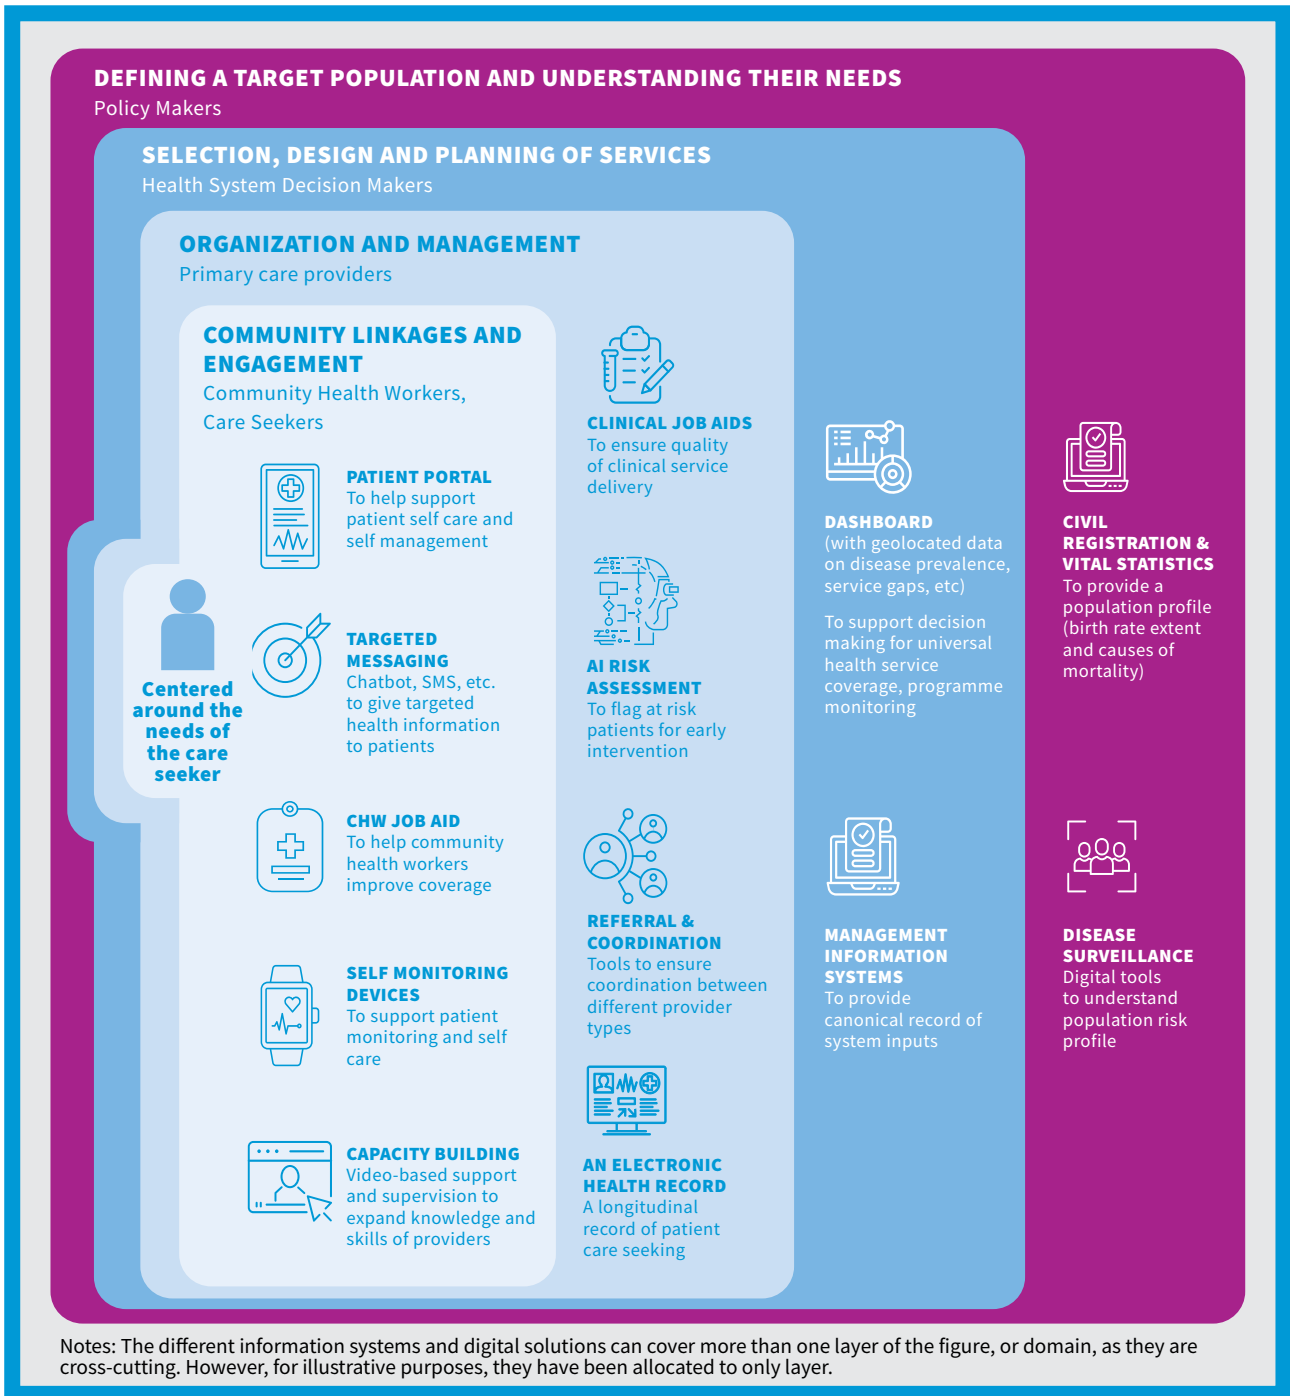 DEFINING A TARGET POPULATION AND UNDERSTANDING THEIR NEEDS
Policy Makers
SELECTION, DESIGN AND PLANNING OF SERVICES
Health System Decision Makers
ORGANIZATION AND MANAGEMENT
Primary care providers
COMMUNITY LINKAGES AND
ENGAGEMENT
Community Health Workers,
Care Seekers
Centered
around the
needs of
the care
seeker
PATIENT PORTAL
To help support
patient self care and
self management
TARGETED
MESSAGING
Chatbot, SMS, etc.
to give targeted
health information
to patients
CHW JOB AID
To help community
health workers
improve coverage
SELF MONITORING
DEVICES
To support patient
monitoring and self
care
CAPACITY BUILDING
Video-based support
and supervision to
expand knowledge and
skills of providers
CLINICAL JOB AIDS
To ensure quality
of clinical service
delivery
AI RISK
ASSESSMENT
To flag at risk
patients for early
intervention
REFERRAL &
COORDINATION
Tools to ensure
coordination between
different provider
types
AN ELECTRONIC
HEALTH RECORD
A longitudinal
record of patient
care seeking
DASHBOARD
(with geolocated data
on disease prevalence,
service gaps, etc)
To support decision
making for universal
health service
coverage, programme
monitoring
MANAGEMENT
INFORMATION
SYSTEMS
To provide
canonical record of
system inputs
CIVIL
REGISTRATION &
VITAL STATISTICS
To provide a
population profile
(birth rate extent
and causes of
mortality)
DISEASE
SURVEILLANCE
Digital tools
to understand
population risk
profile
Notes: The different information systems and digital solutions can cover more than one layer of the figure, or domain, as they are
cross-cutting. However, for illustrative purposes, they have been allocated to only layer.